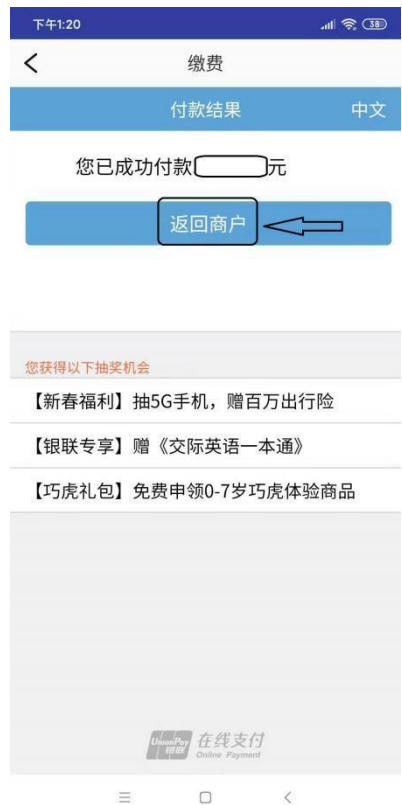 下午1:20
38
缴费
付款结果
中文
您已成功付款 元
返回商户
您获得以下抽奖机会
【新春福利】抽5G手机，赠百万出行险
【银联专享】赠《交际英语一本通》
【巧虎礼包】免费申领0-7岁巧虎体验商品
UnionPay 在线支付
银联 Online Payment